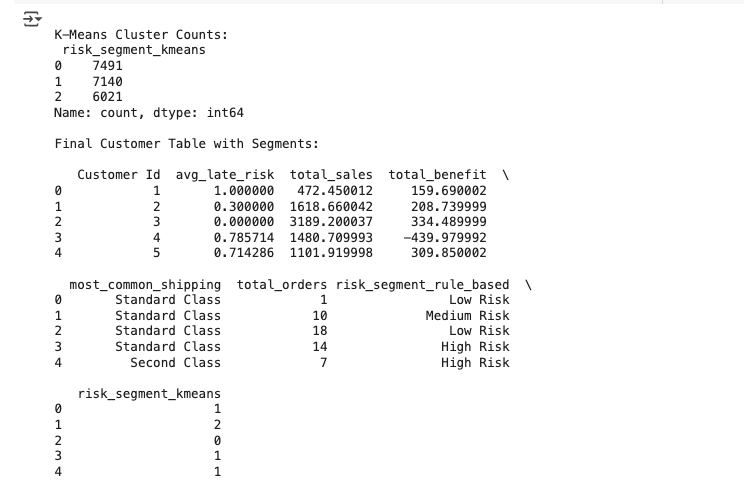 K-Means Cluster Counts:
risk_segment_kmeans
0 7491
1 7140
2 6021
Name: count, dtype: int64
Final Customer Table with Segments:
Customer Id avg_late_risk total_sales total_benefit \
0 1 1.000000 472.450012 159.690002
1 2 0.300000 1618.660042 208.739999
2 3 0.000000 3189.200037 334.489999
3 4 0.785714 1480.709993 -439.979992
4 5 0.714286 1101.919998 309.850002
most_common_shipping total_orders risk_segment_rule_based \
0 Standard Class 1 Low Risk
1 Standard Class 10 Medium Risk
2 Standard Class 18 Low Risk
3 Standard Class 14 High Risk
4 Second Class 7 High Risk
risk_segment_kmeans
0 1
1 2
2 0
3 1
4 1